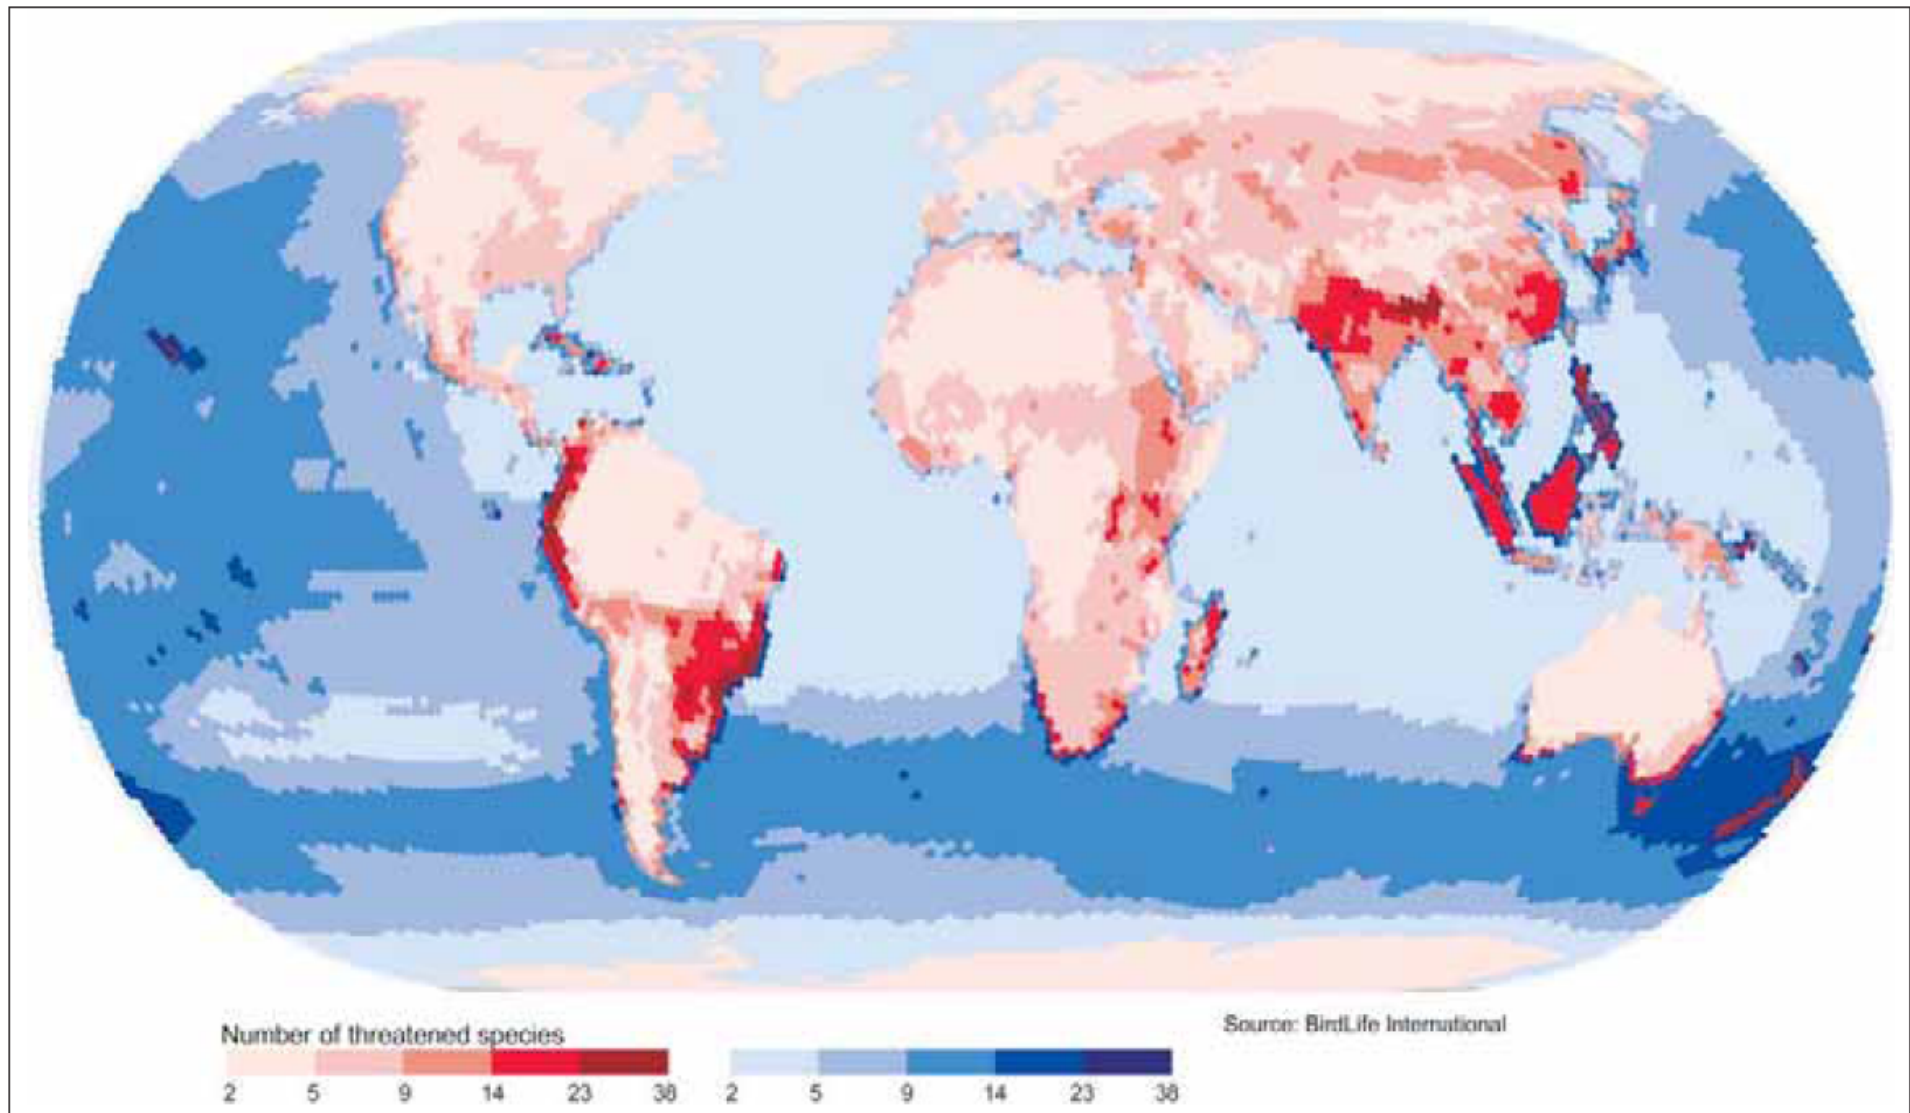 Number of threatened species
Source: BirdLife International
2 5 9 14 23 38 2 5 9 14 23 38